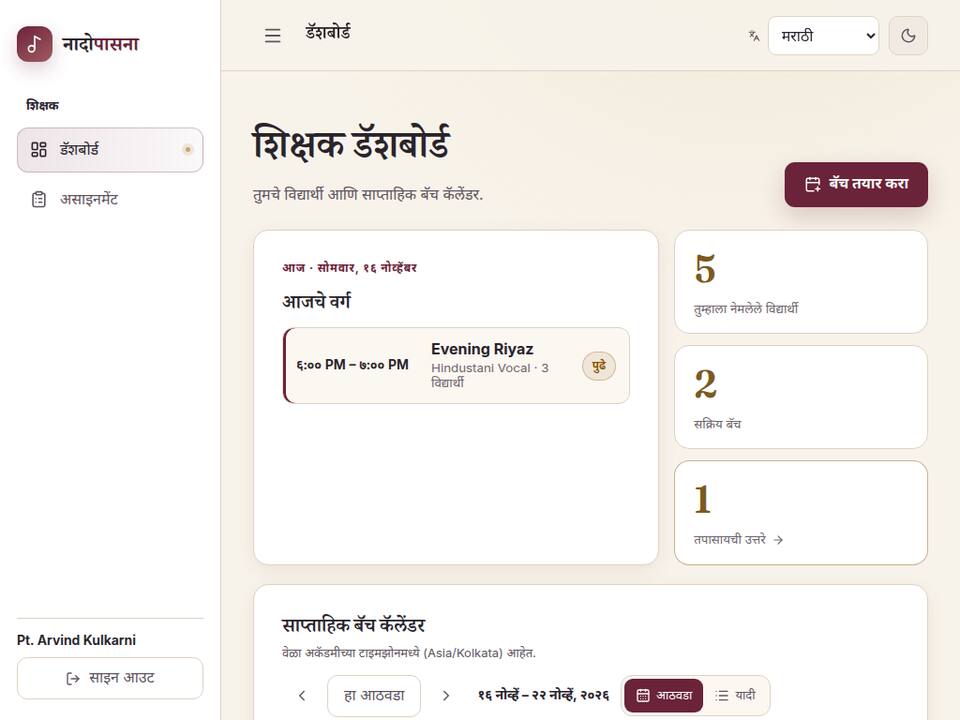 नादोपासना
शिक्षक
डॅशबोर्ड
असाइनमेंट
Pt. Arvind Kulkarni
साइन आउट
डॅशबोर्ड
मराठी
शिक्षक डॅशबोर्ड
तुमचे विद्यार्थी आणि साप्ताहिक बॅच कॅलेंडर.
बॅच तयार करा
आज · सोमवार, १६ नोव्हेंबर
आजचे वर्ग
६:०० PM – ७:०० PM
Evening Riyaz
Hindustani Vocal · 3
विद्यार्थी
पुढे
5
तुम्हाला नेमलेले विद्यार्थी
2
सक्रिय बॅच
1
तपासायची उत्तरे →
साप्ताहिक बॅच कॅलेंडर
वेळा अकॅडमीच्या टाइमझोनमध्ये (Asia/Kolkata) आहेत.
हा आठवडा
१६ नोव्हें – २२ नोव्हें, २०२६
आठवडा
यादी